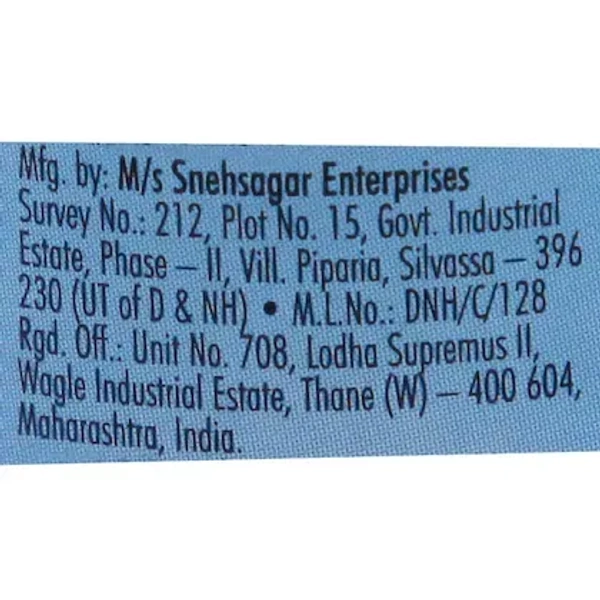 Mfg. by: M/s Snehsagar Enterprises
Survey No.: 212, Plot No. 15, Govt. Industrial
Estate, Phase – II, Vill. Piparia, Silvassa – 396
230 (UT of D & NH) • M.L.No.: DNH/C/128
Rgd. Off.: Unit No. 708, Lodha Supremus II,
Wagle Industrial Estate, Thane (W) – 400 604,
Maharashtra, India.